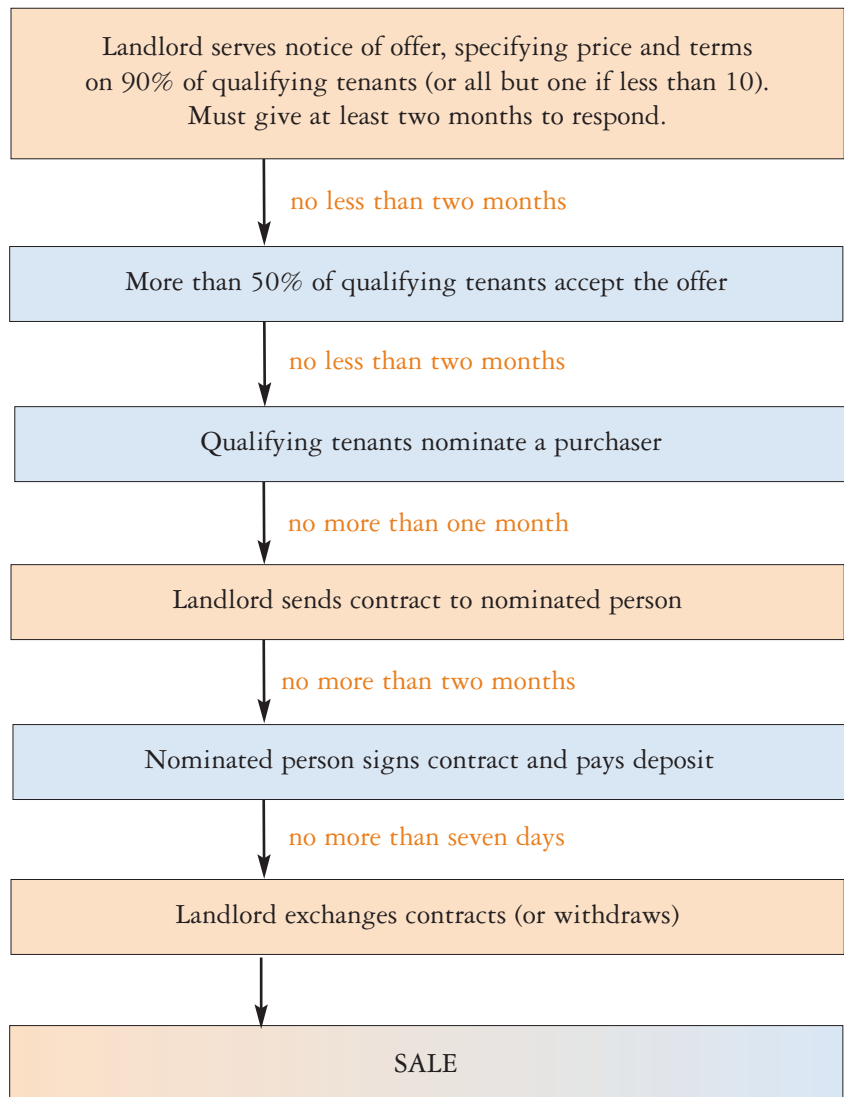 Landlord serves notice of offer, specifying price and terms
on 90% of qualifying tenants (or all but one if less than 10).
Must give at least two months to respond.
no less than two months
More than 50% of qualifying tenants accept the offer
no less than two months
Qualifying tenants nominate a purchaser
no more than one month
Landlord sends contract to nominated person
no more than two months
Nominated person signs contract and pays deposit
no more than seven days
Landlord exchanges contracts (or withdraws)
SALE